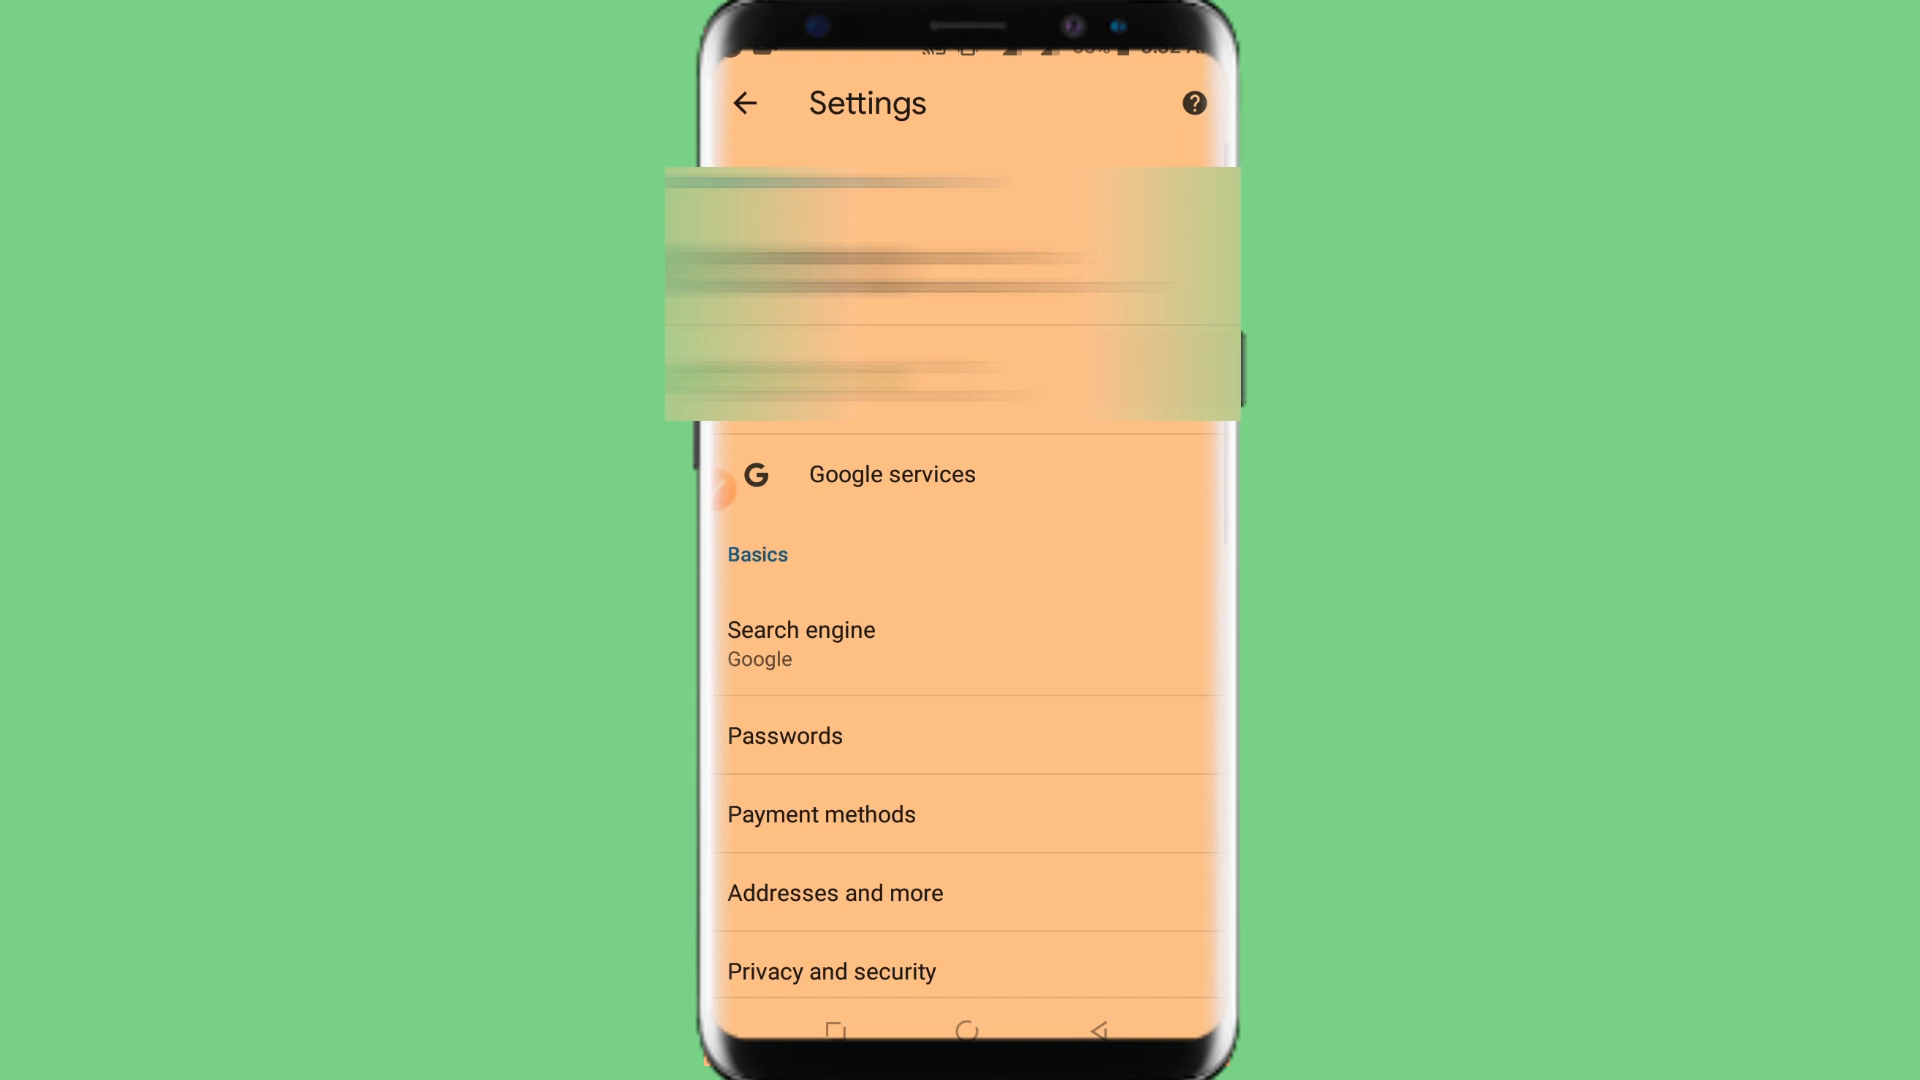 Settings
Google services
Basics
Search engine
Google
Passwords
Payment methods
Addresses and more
Privacy and security